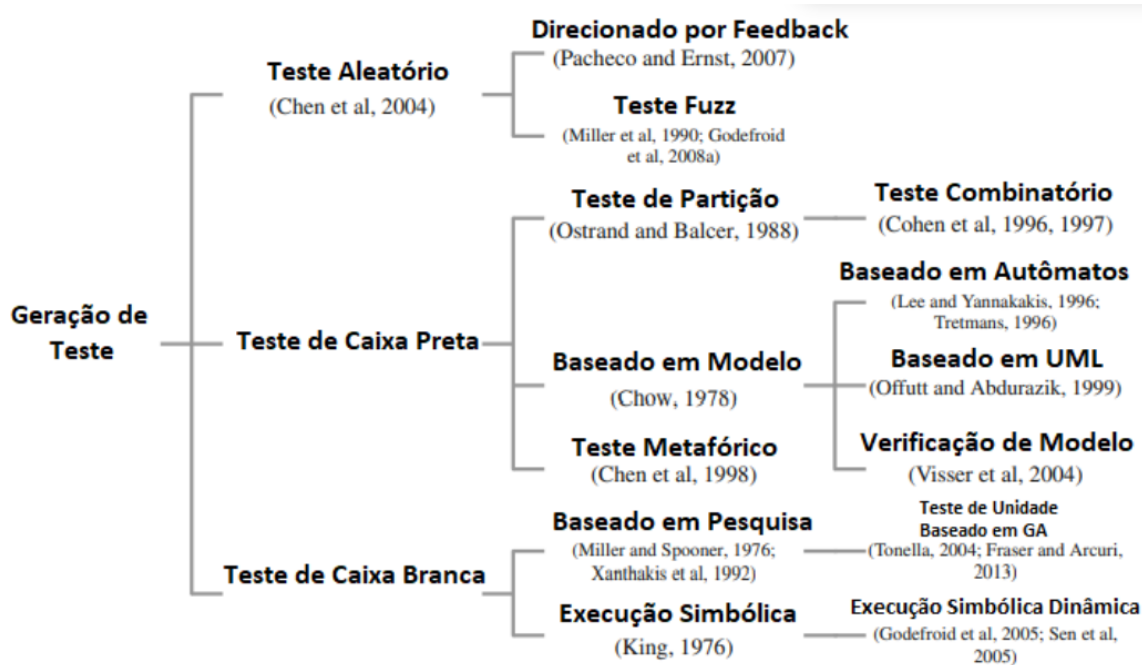 Direcionado por Feedback
(Pacheco and Ernst, 2007)
Teste Aleatório
(Chen et al, 2004)
Teste Fuzz
(Miller et al, 1990; Godefroid
et al, 2008a)
Teste de Partição
(Ostrand and Balcer, 1988)
Teste Combinatório
(Cohen et al, 1996, 1997)
Baseado em Autômatos
(Lee and Yannakakis, 1996;
Tretmans, 1996)
Geração de
Teste
Teste de Caixa Preta
Baseado em Modelo
(Chow, 1978)
Baseado em UML
(Offutt and Abdurazik, 1999)
Teste Metafórico
(Chen et al, 1998)
Verificação de Modelo
(Visser et al, 2004)
Teste de Caixa Branca
Baseado em Pesquisa
(Miller and Spooner, 1976;
Xanthakis et al, 1992)
Teste de Unidade
Baseado em GA
(Tonella, 2004; Fraser and Arcuri,
2013)
Execução Simbólica
(King, 1976)
Execução Simbólica Dinâmica
(Godefroid et al, 2005; Sen et al,
2005)